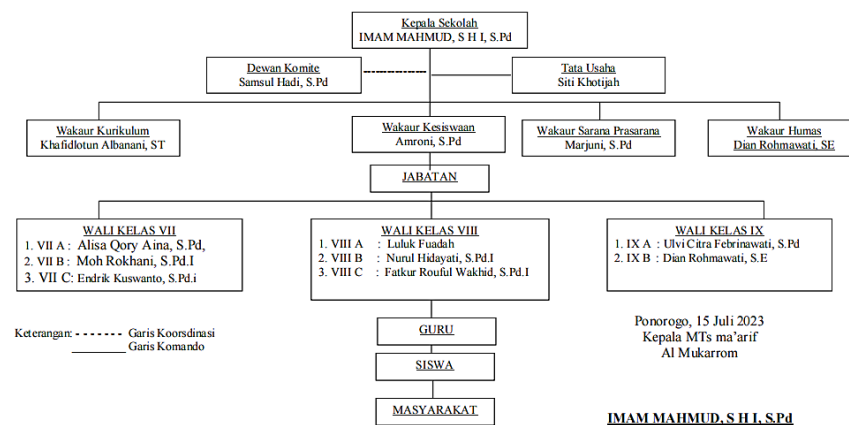 Kepala Sekolah
IMAM MAHMUD, S H I, S.Pd
Dewan Komite
Samsul Hadi, S.Pd
Tata Usaha
Siti Khotijah
Wakaur Kurikulum
Khafidlotun Albanani, ST
Wakaur Kesiswaan
Amroni, S.Pd
Wakaur Sarana Prasarana
Marjuni, S.Pd
Wakaur Humas
Dian Rohmawati, SE
JABATAN
WALI KELAS VII
1. VII A : Alisa Qory Aina, S.Pd,
2. VII B : Moh Rokhani, S.Pd.I
3. VII C: Endrik Kuswanto, S.Pd.i
WALI KELAS VIII
1. VIII A : Luluk Fuadah
2. VIII B : Nurul Hidayati, S.Pd.I
3. VIII C : Fatkur Rouful Wakhid, S.Pd.I
WALI KELAS IX
1. IX A : Ulvi Citra Febrinawati, S.Pd
2. IX B : Dian Rohmawati, S.E
GURU
SISWA
MASYARAKAT
Keterangan: - - - - - - - Garis Koorsdinasi
Garis Komando
Ponorogo, 15 Juli 2023
Kepala MTs ma'arif
Al Mukarrom
IMAM MAHMUD, S H I, S.Pd